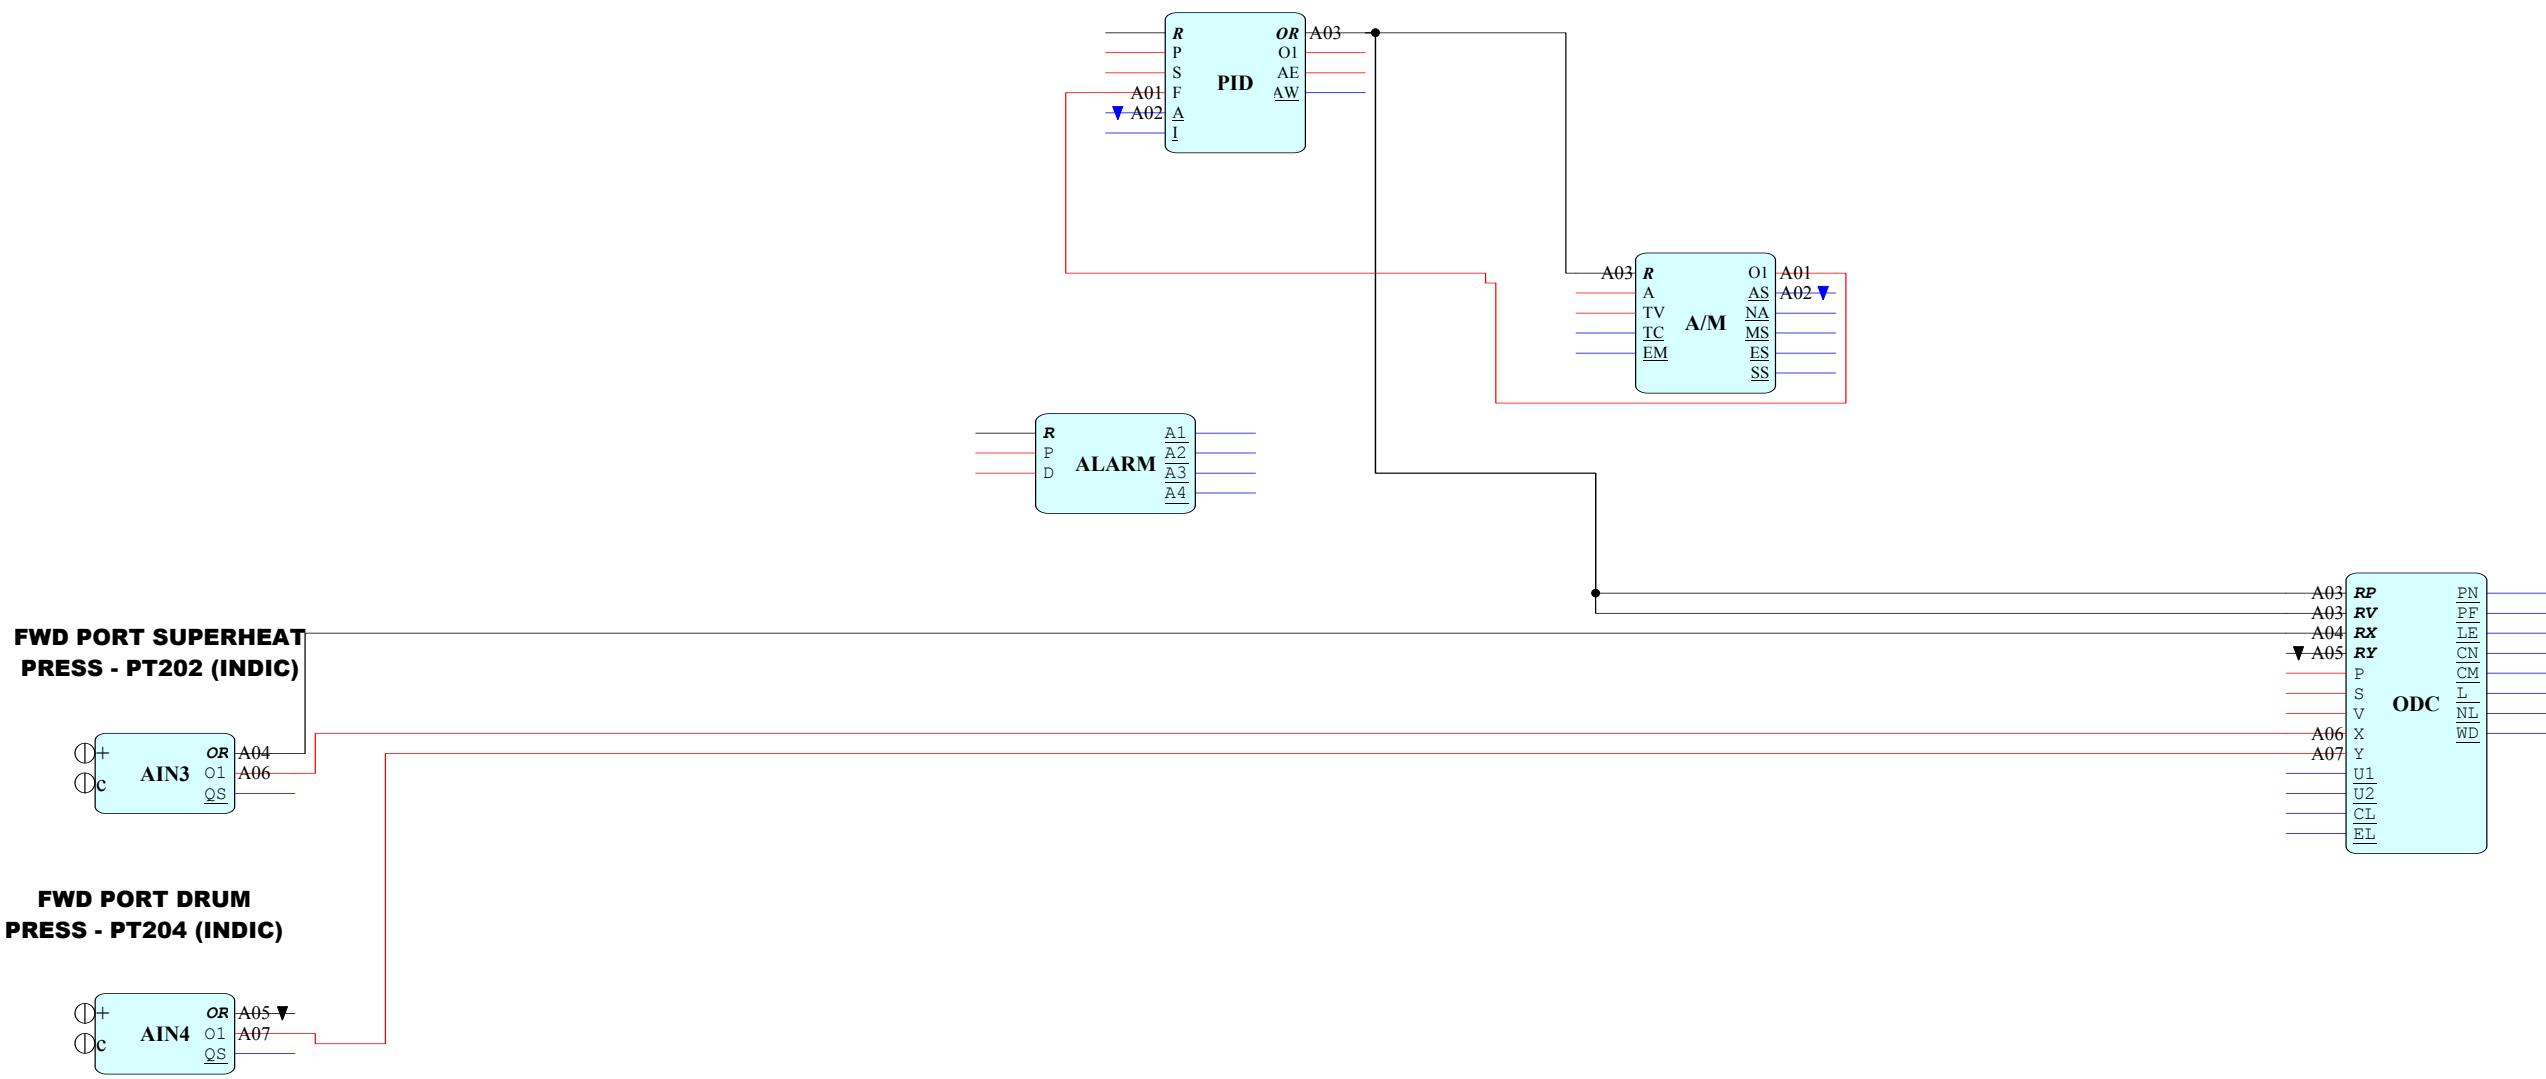 R OR A03
P O1
S PID AE
A01 F AW
A02 A
I
A03 R O1 A01
A AS A02
TV A/M NA
TC MS
EM ES
SS
R A1
P ALARM A2
D A3
A4
A03 RP PN
A03 RV PF
A04 RX LE
A05 RY CN
P CM
S ODC L
V NL
A06 X WD
A07 Y
U1
U2
CL
EL
FWD PORT SUPERHEAT
PRESS - PT202 (INDIC)
+ OR A04
AIN3 O1 A06
c QS
FWD PORT DRUM
PRESS - PT204 (INDIC)
+ OR A05
AIN4 O1 A07
c QS